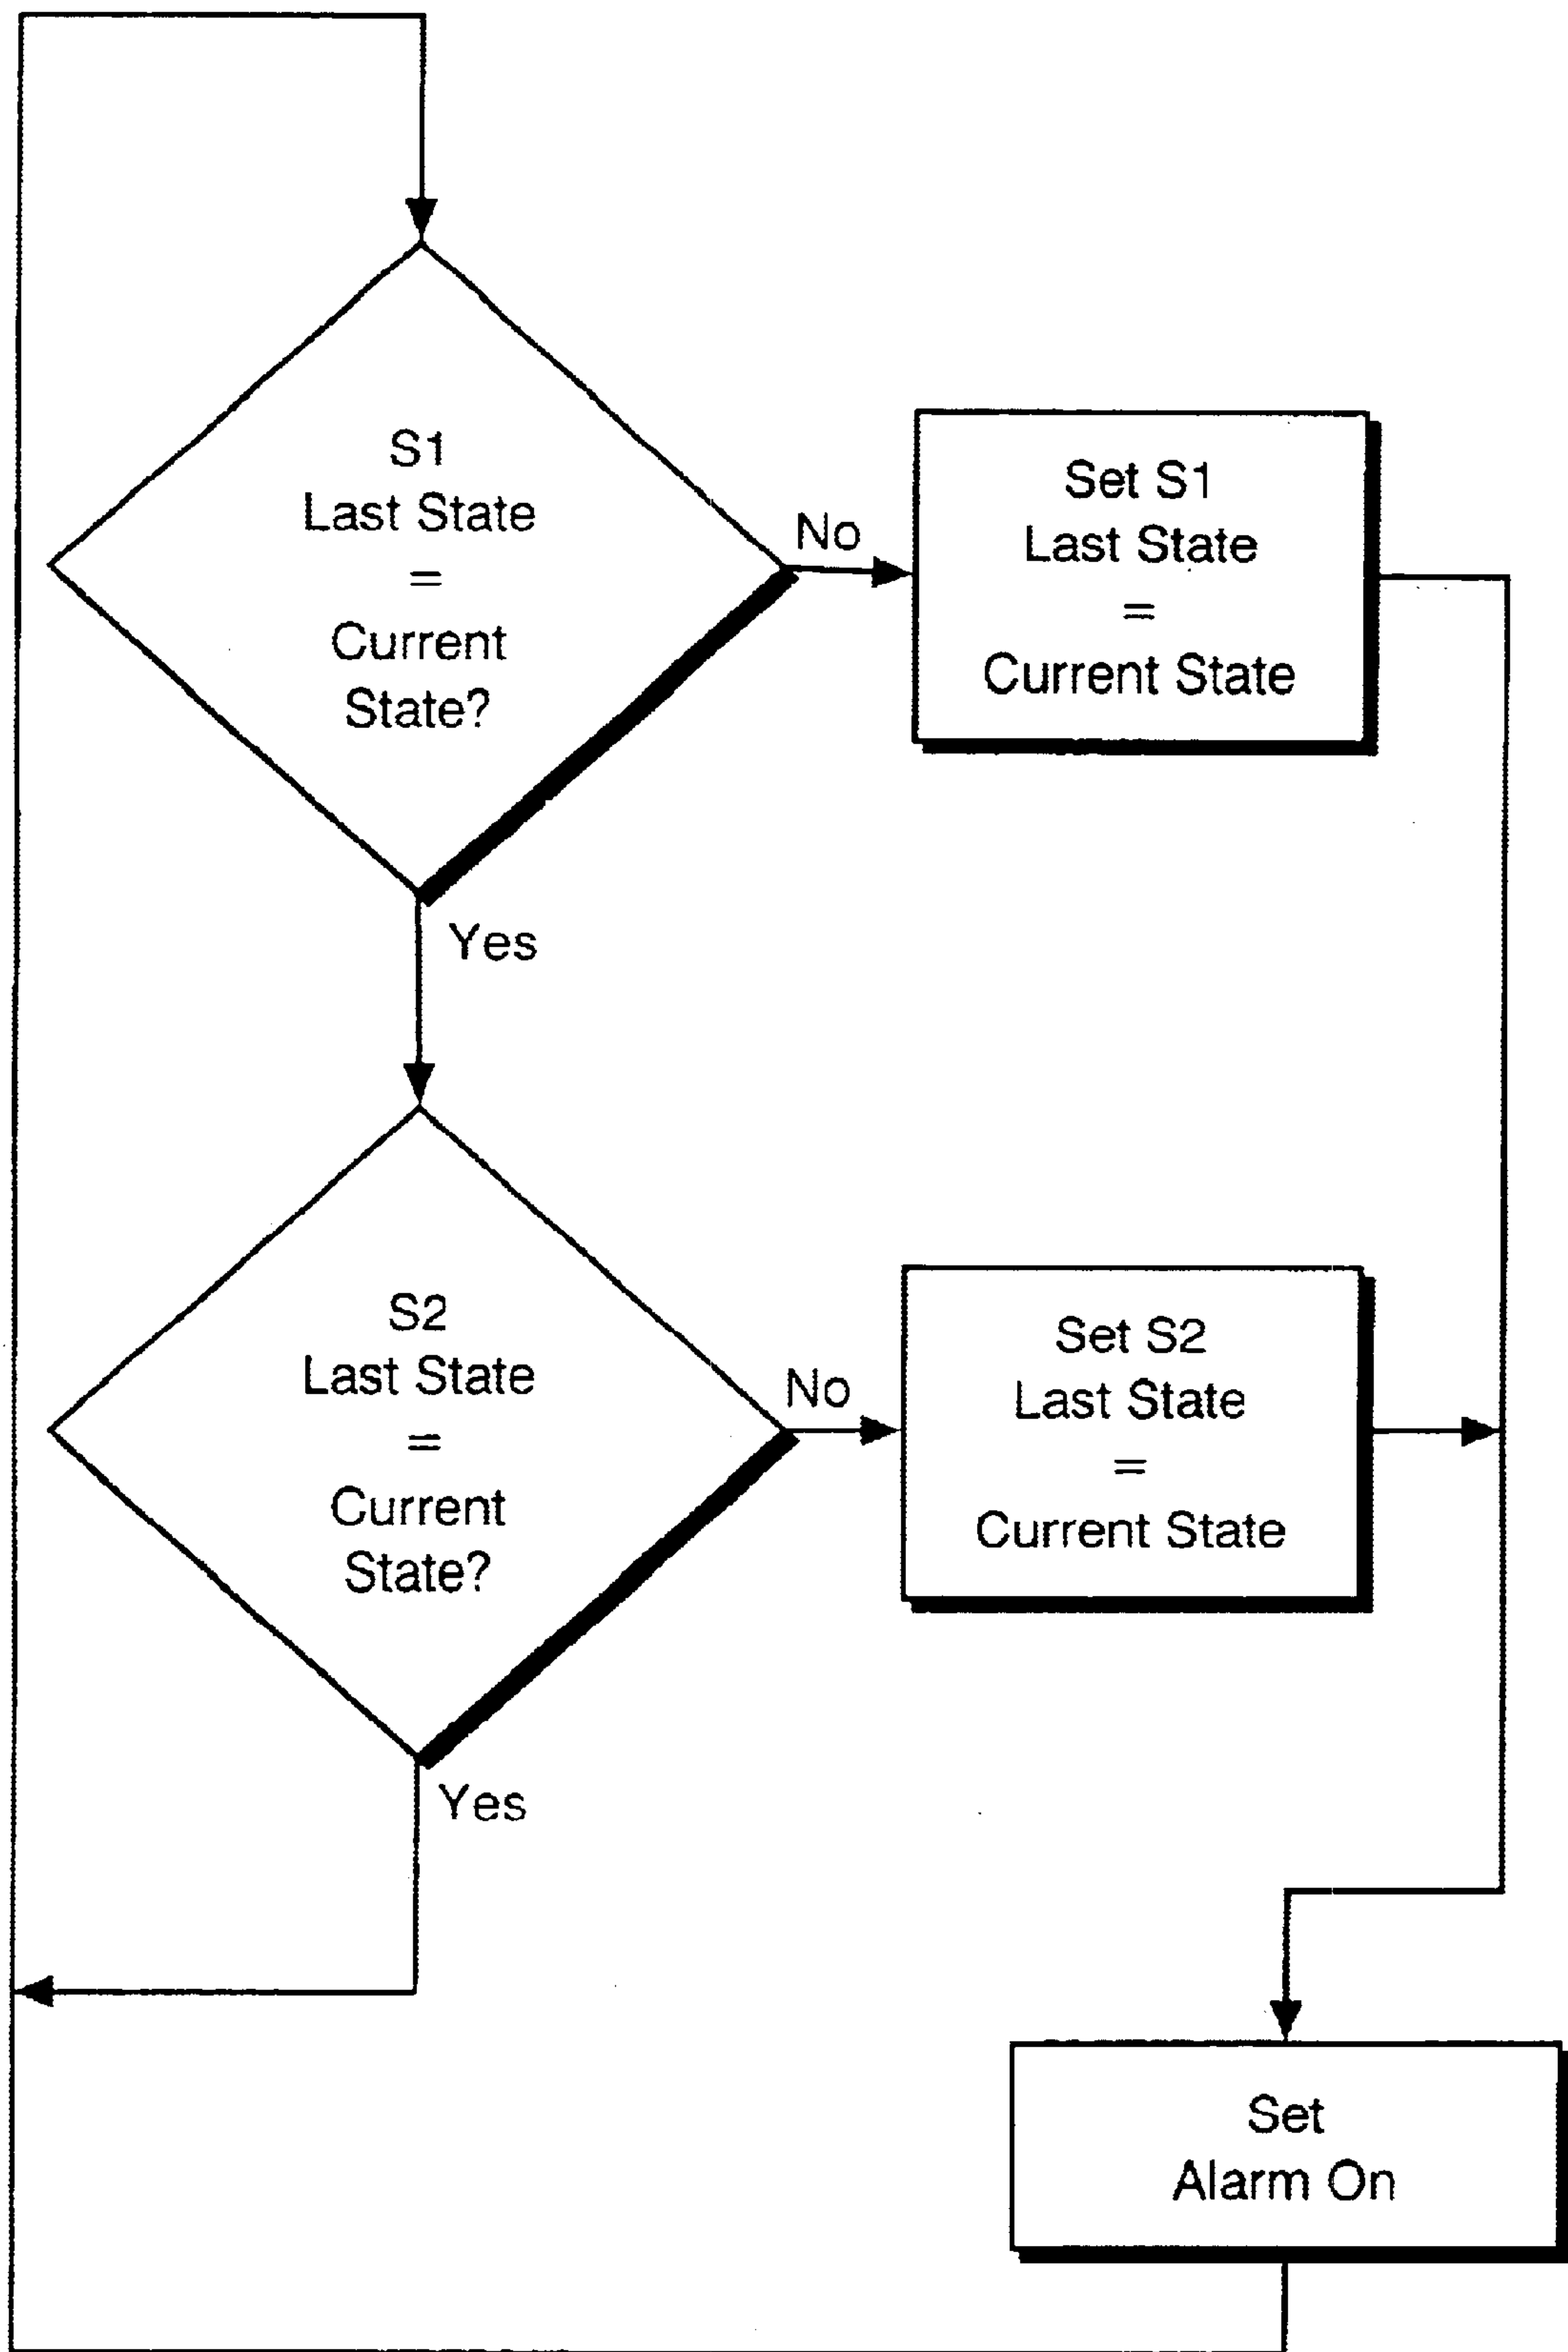 S1
Last State
=
Current
State?
No
Set S1
Last State
=
Current State
Yes
S2
Last State
=
Current
State?
No
Set S2
Last State
=
Current State
Yes
Set
Alarm On